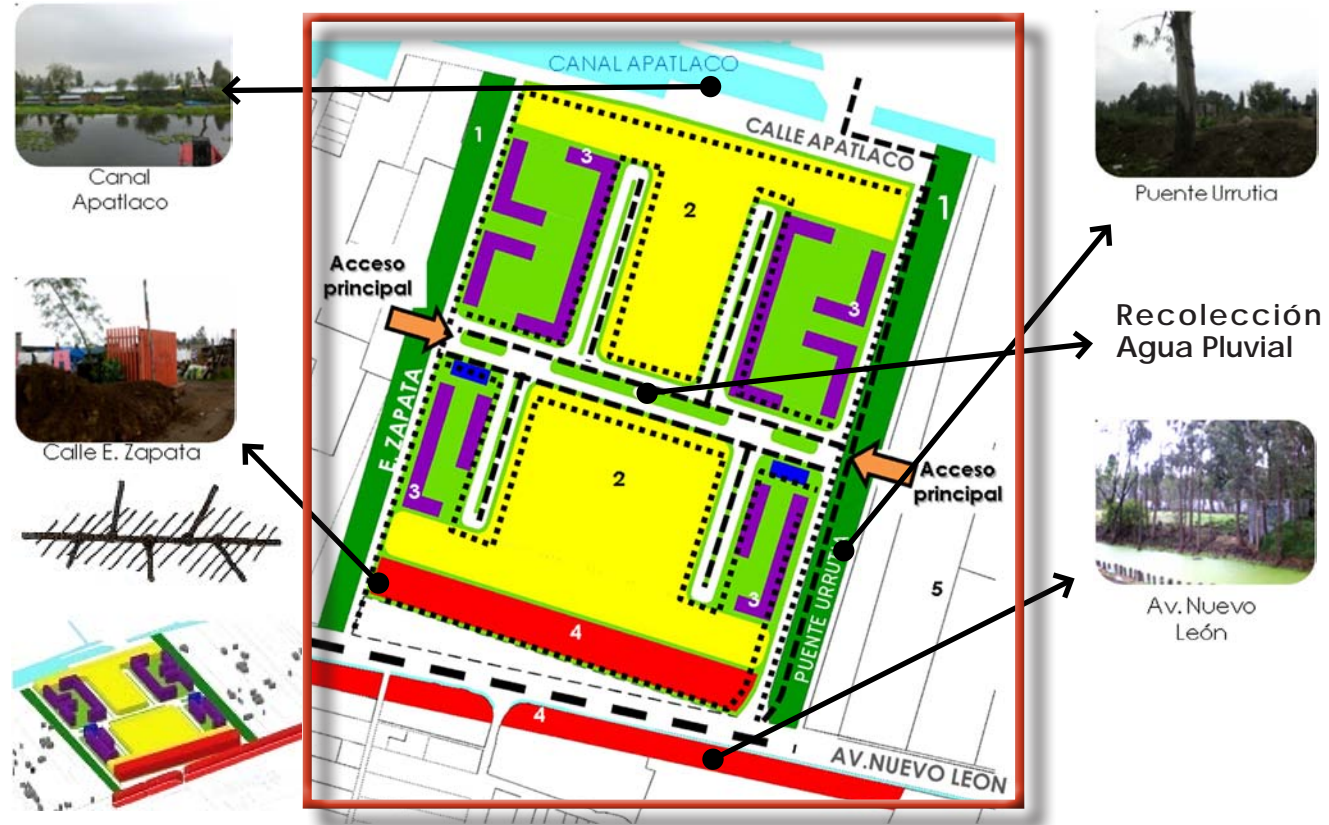 CANAL APATLACO
CALLE APATLACO
Canal
Apatlaco
Puente Urrutia
1
3
2
1
Acceso
principal
3
Recolección
Agua Pluvial
E. ZAPATA
Calle E. Zapata
2
Acceso
principal
3
5
3
PUENTE URRUTIA
4
Av. Nuevo
León
4
AV.NUEVO LEON